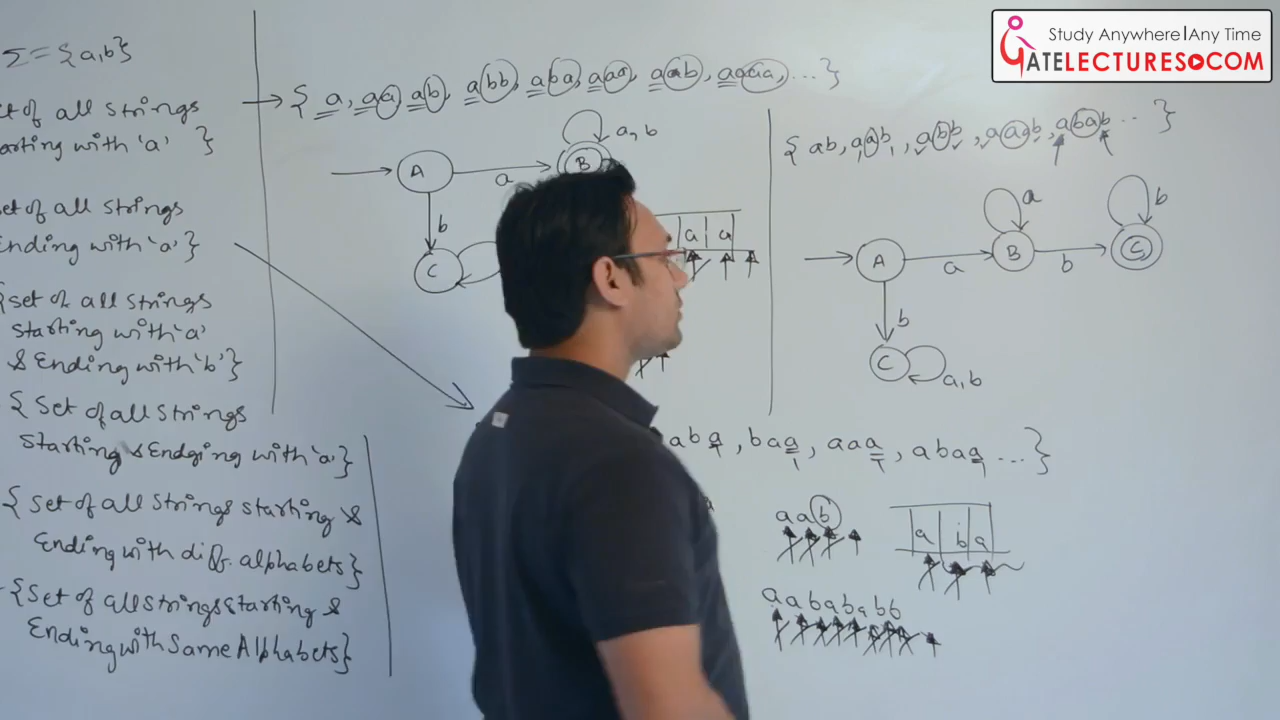 Study Anywhere | Any Time
GATELECTURES.COM
Σ = {a,b}
set of all strings
starting with 'a' }
set of all strings
Ending with 'a'}
{set of all strings
starting with 'a'
& Ending with 'b'}
{ Set of all Strings
Starting & Endging with 'a'}
{ Set of all Strings starting &
Ending with diff. alphabets}
{Set of all Strings Starting &
Ending with Same Alphabets}
{ a, aa, ab, abb, aba, aaa, aab, aaaa, ... }
A
a
B
a, b
b
C
a
a
{ ab, aab, abb, aaab, abab ... }
A
a
B
a
b
C
b
b
C
a,b
aba, baa, aaa, abaa ... }
aab
a
b
a
aabababb